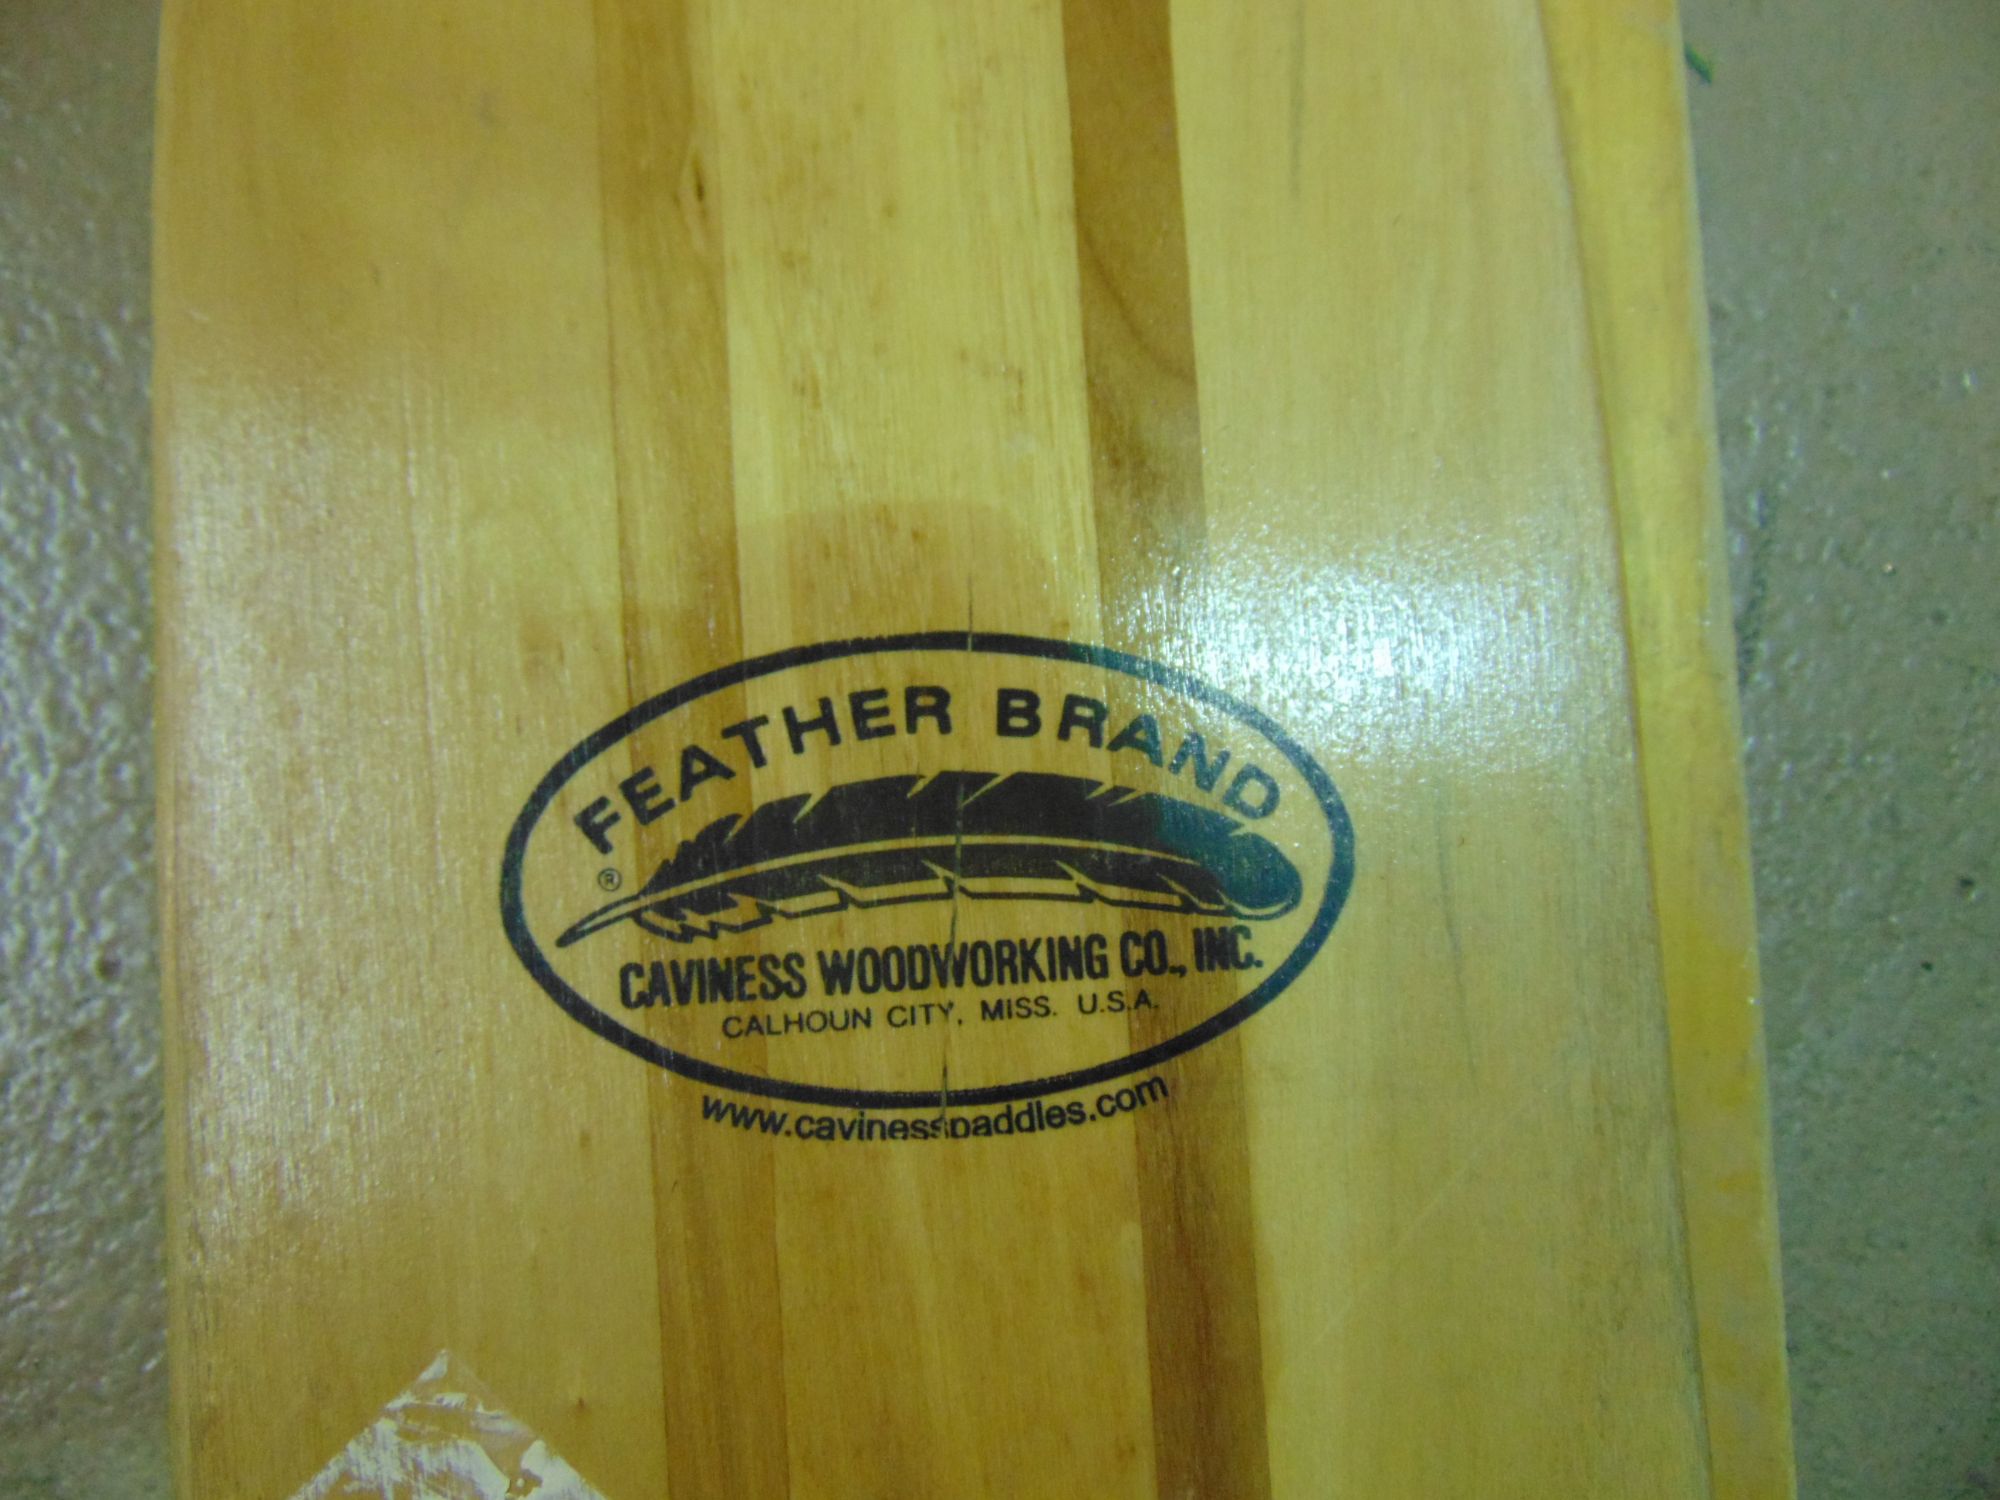 FEATHER BRAND
®
CAVINESS WOODWORKING CO., INC.
CALHOUN CITY, MISS. U.S.A.
www.cavinesspaddles.com